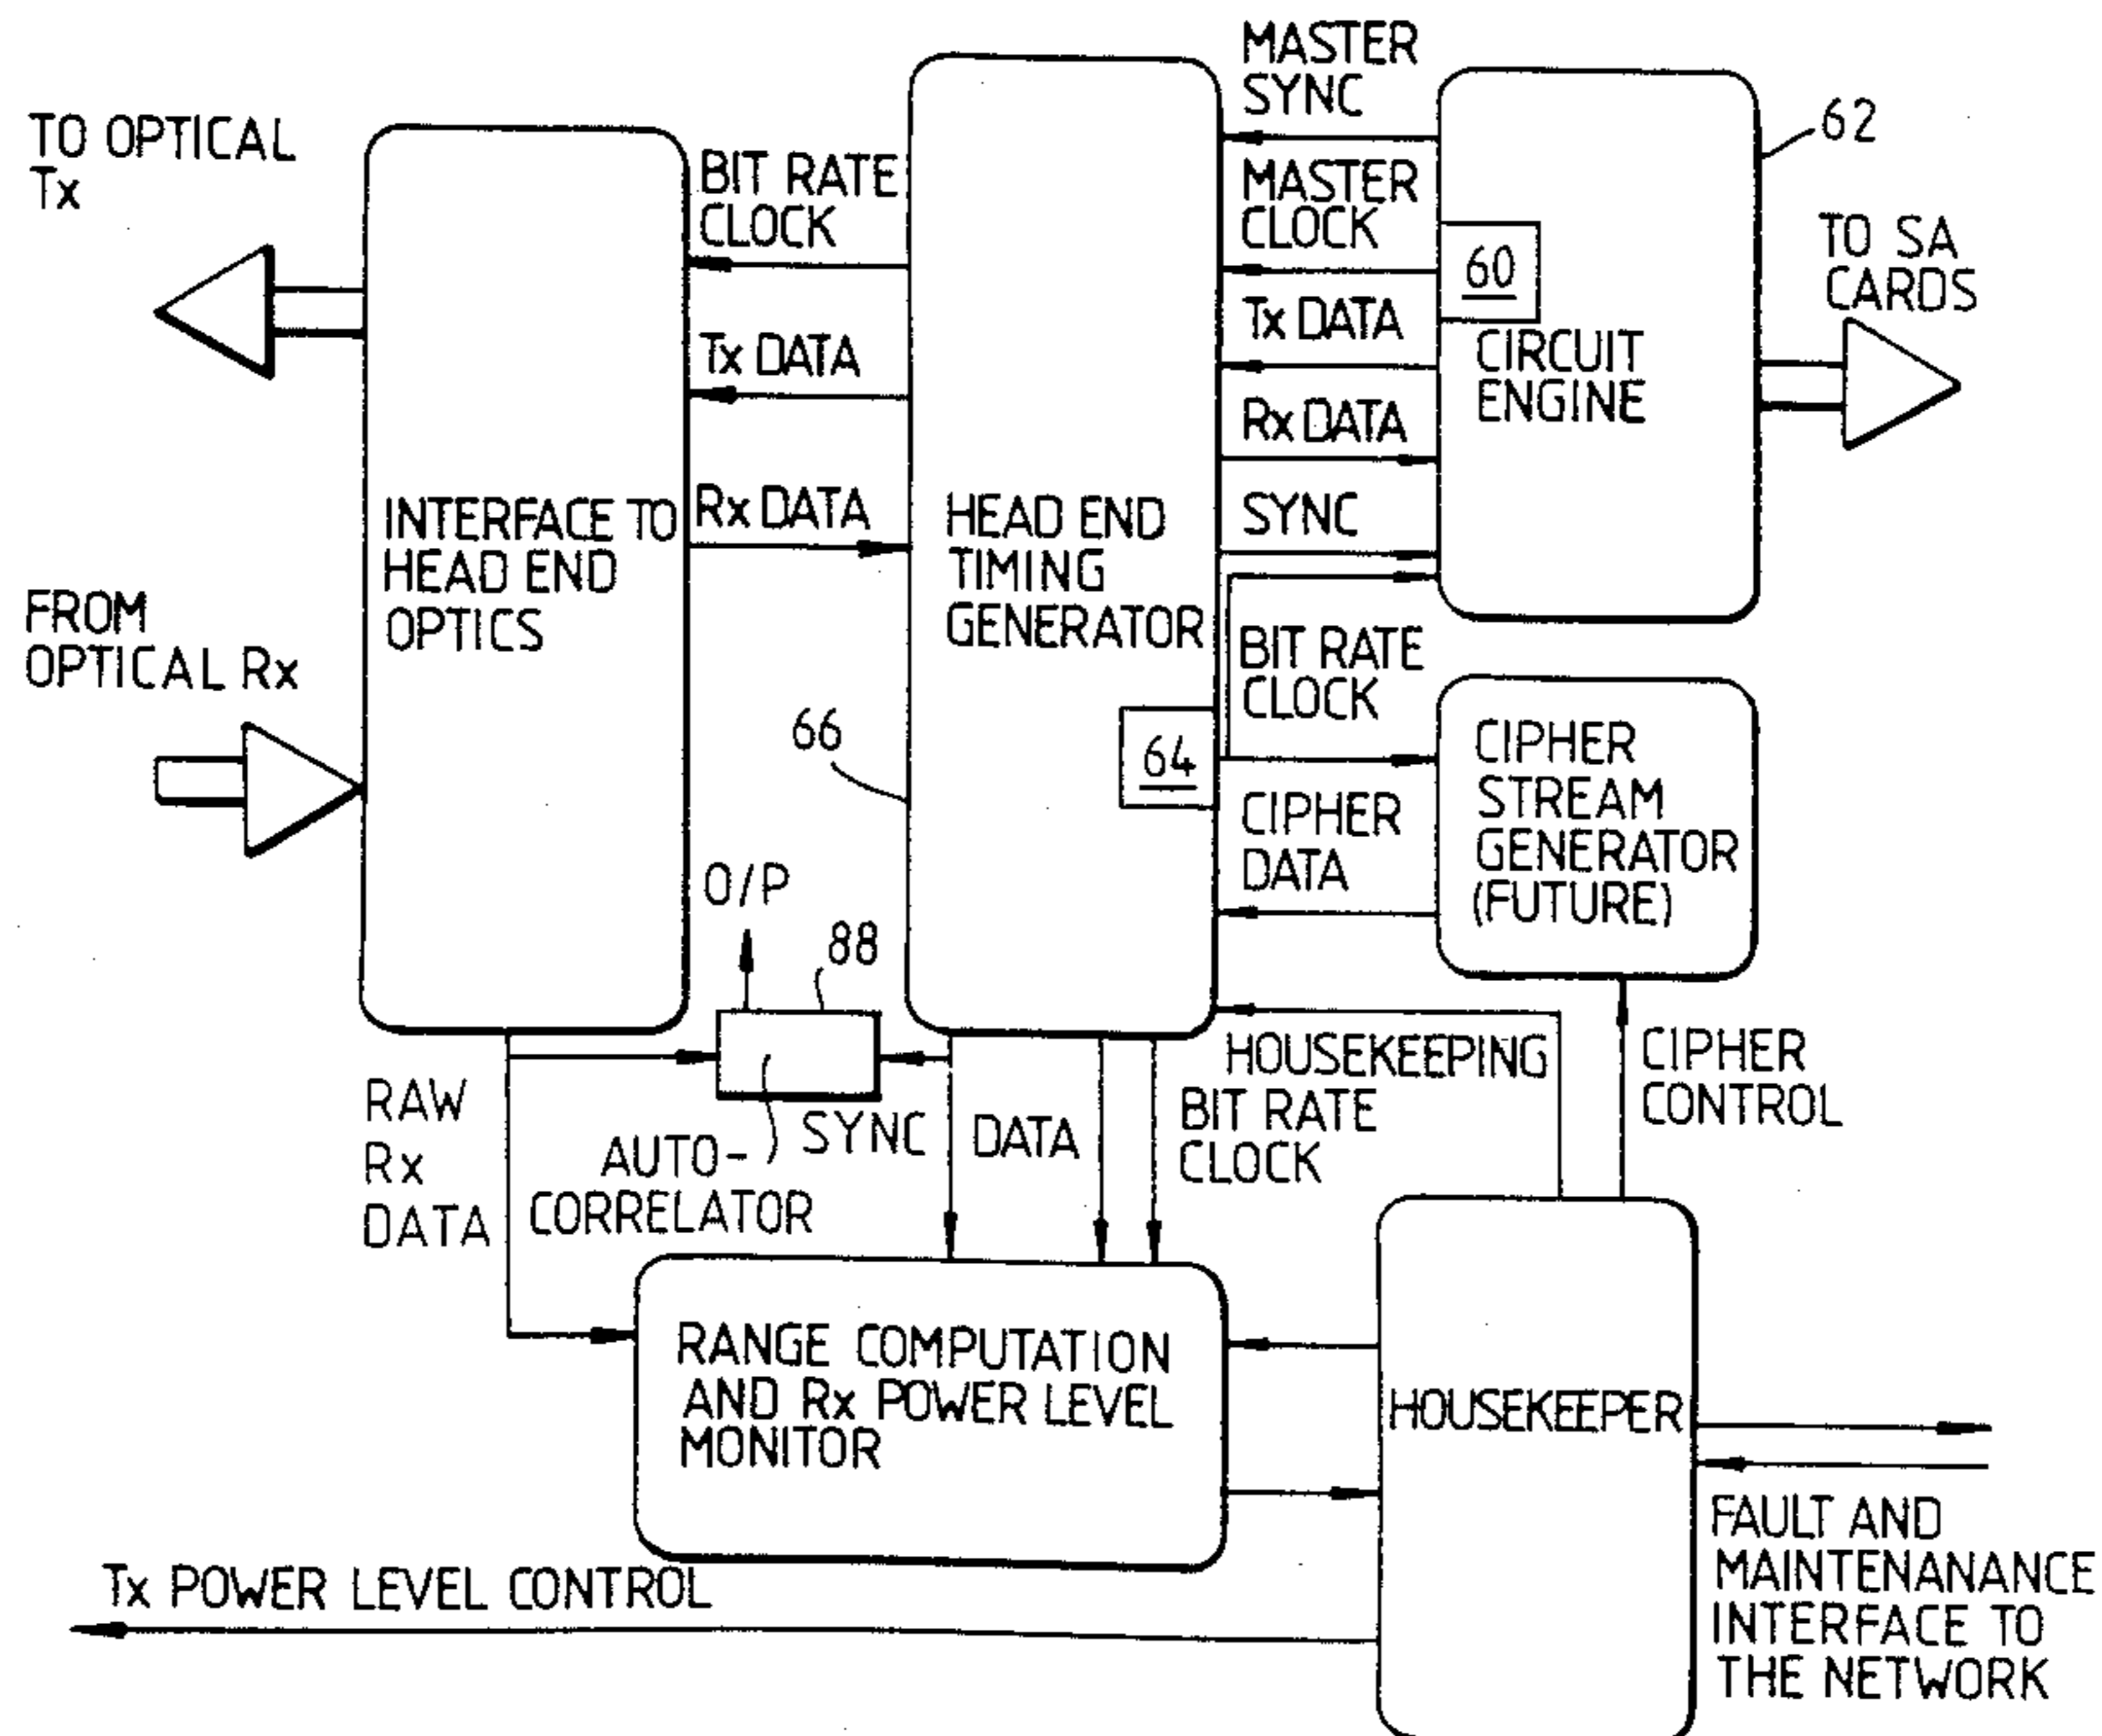 TO OPTICAL
Tx
FROM
OPTICAL Rx
INTERFACE TO
HEAD END
OPTICS
BIT RATE
CLOCK
Tx DATA
Rx DATA
HEAD END
TIMING
GENERATOR
66
64
MASTER
SYNC
MASTER
CLOCK
Tx DATA
Rx DATA
SYNC
BIT RATE
CLOCK
CIPHER
DATA
60
CIRCUIT
ENGINE
62
TO SA
CARDS
CIPHER
STREAM
GENERATOR
(FUTURE)
O/P
88
RAW
Rx
DATA
AUTO-
CORRELATOR
SYNC
DATA
HOUSEKEEPING
BIT RATE
CLOCK
CIPHER
CONTROL
RANGE COMPUTATION
AND Rx POWER LEVEL
MONITOR
HOUSEKEEPER
Tx POWER LEVEL CONTROL
FAULT AND
MAINTENANANCE
INTERFACE TO
THE NETWORK